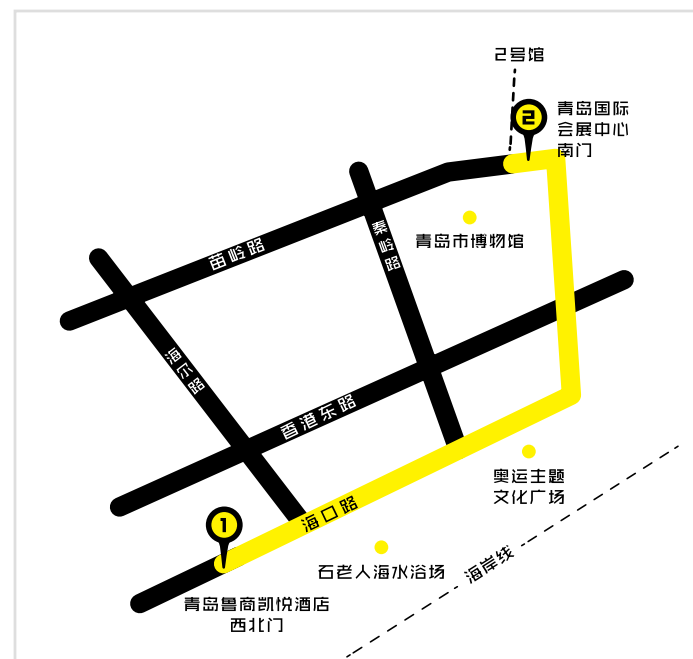 2号馆
2
青岛国际
会展中心
南门
青岛市博物馆
苗岭路
秦岭路
海尔路
香港东路
奥运主题
文化广场
1
海口路
海岸线
石老人海水浴场
青岛鲁商凯悦酒店
西北门